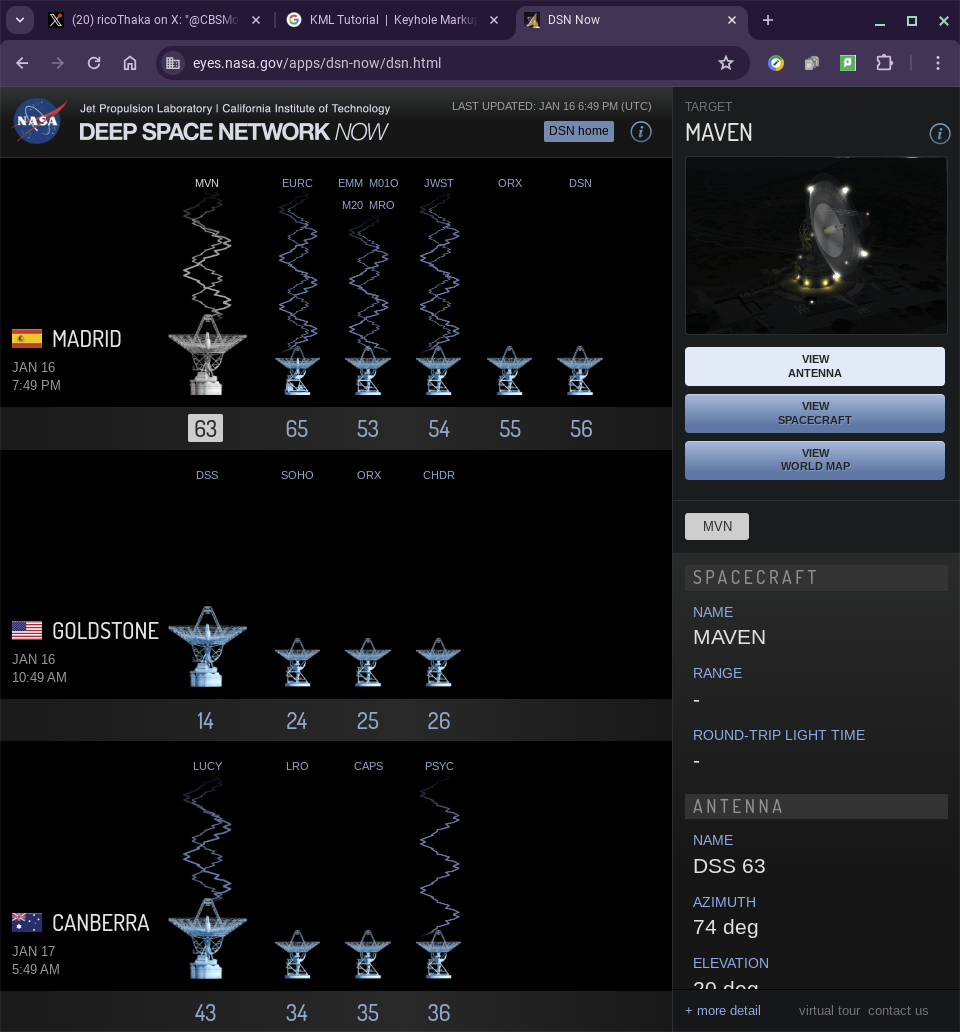 (20) ricoThaka on X: "@CBSMo
KML Tutorial | Keyhole Marku
DSN Now
eyes.nasa.gov/apps/dsn-now/dsn.html
NASA
Jet Propulsion Laboratory | California Institute of Technology
DEEP SPACE NETWORK NOW
LAST UPDATED: JAN 16 6:49 PM (UTC)
DSN home
i
MVN EURC EMM M01O JWST ORX DSN
M20 MRO
MADRID
JAN 16
7:49 PM
63 65 53 54 55 56
DSS SOHO ORX CHDR
GOLDSTONE
JAN 16
10:49 AM
14 24 25 26
LUCY LRO CAPS PSYC
CANBERRA
JAN 17
5:49 AM
43 34 35 36
TARGET
MAVEN
i
VIEW
ANTENNA
VIEW
SPACECRAFT
VIEW
WORLD MAP
MVN
SPACECRAFT
NAME
MAVEN
RANGE
-
ROUND-TRIP LIGHT TIME
-
ANTENNA
NAME
DSS 63
AZIMUTH
74 deg
ELEVATION
20 deg
+ more detail virtual tour contact us